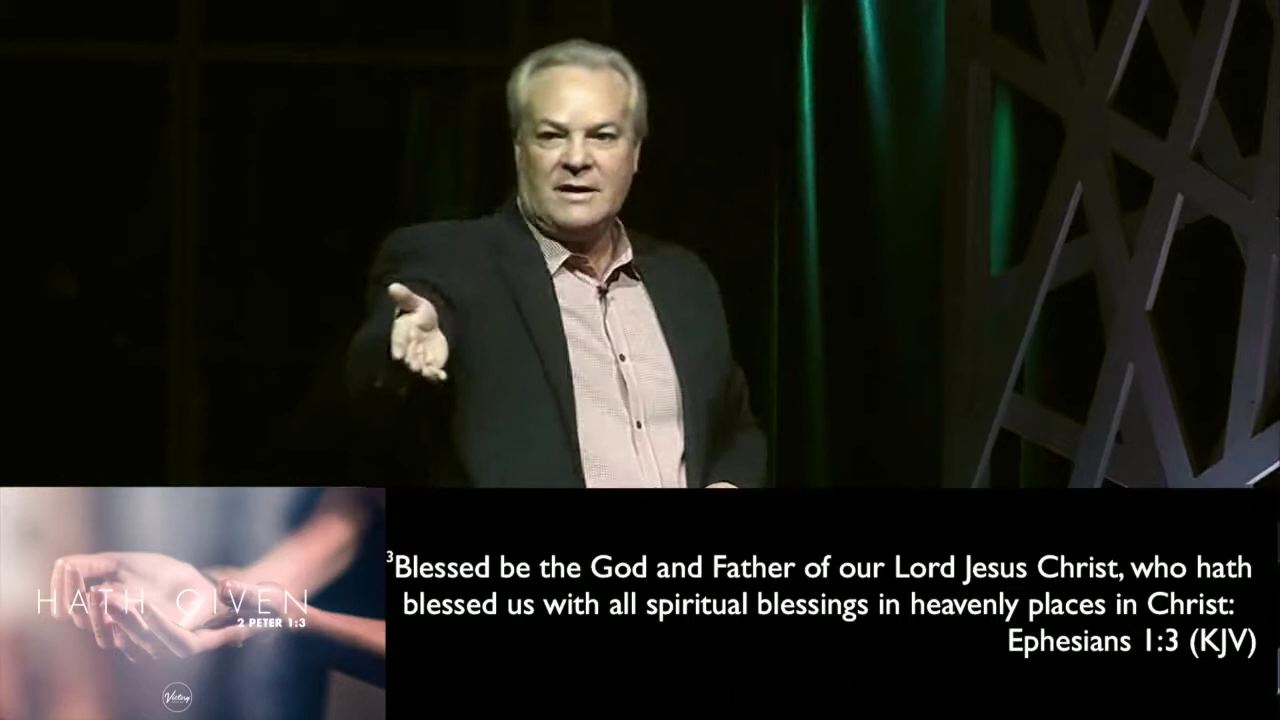 HATH GIVEN
2 PETER 1:3
Victory
³Blessed be the God and Father of our Lord Jesus Christ, who hath
blessed us with all spiritual blessings in heavenly places in Christ:
Ephesians 1:3 (KJV)